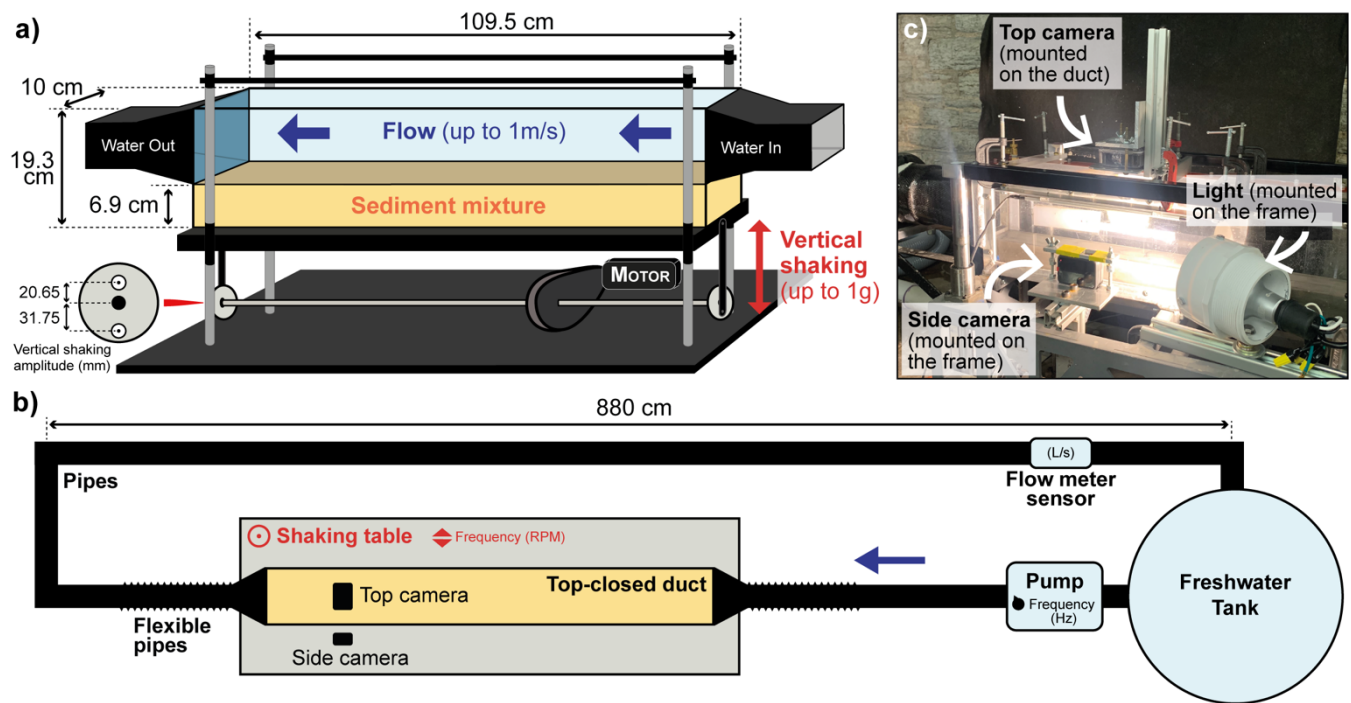 a)
109.5 cm
10 cm
Water Out
Flow (up to 1m/s)
Water In
19.3
cm
6.9 cm
Sediment mixture
MOTOR
Vertical
shaking
(up to 1g)
20.65
31.75
Vertical shaking
amplitude (mm)
c)
Top camera
(mounted
on the duct)
Light (mounted
on the frame)
Side camera
(mounted on
the frame)
b)
880 cm
Pipes
(L/s)
Flow meter
sensor
Shaking table
Frequency (RPM)
Top-closed duct
Top camera
Flexible
pipes
Side camera
Pump
Frequency
(Hz)
Freshwater
Tank